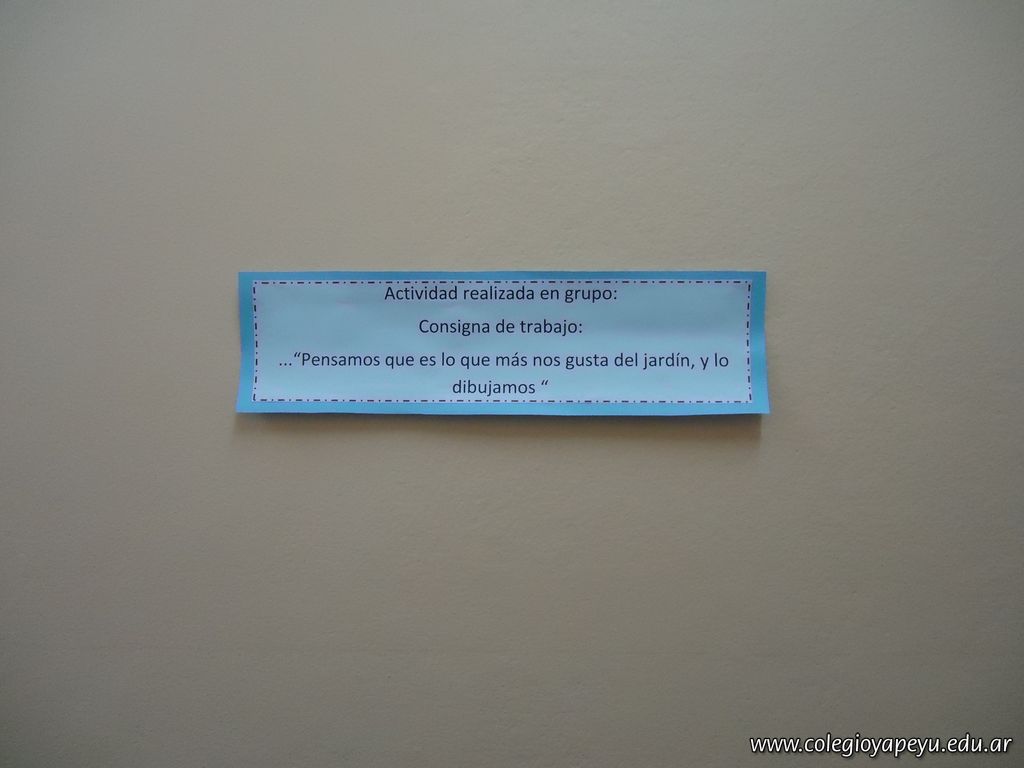 Actividad realizada en grupo:
Consigna de trabajo:
...“Pensamos que es lo que más nos gusta del jardín, y lo
dibujamos “
www.colegioyapeyu.edu.ar